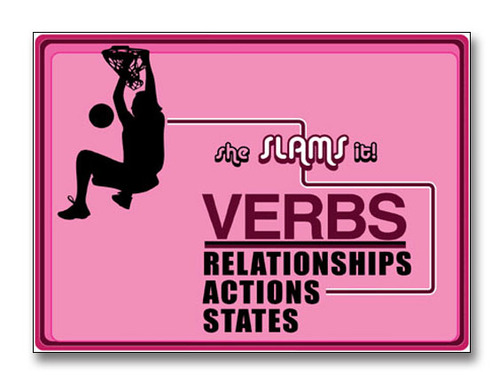 she SLAMS it!
VERBS
RELATIONSHIPS
ACTIONS
STATES